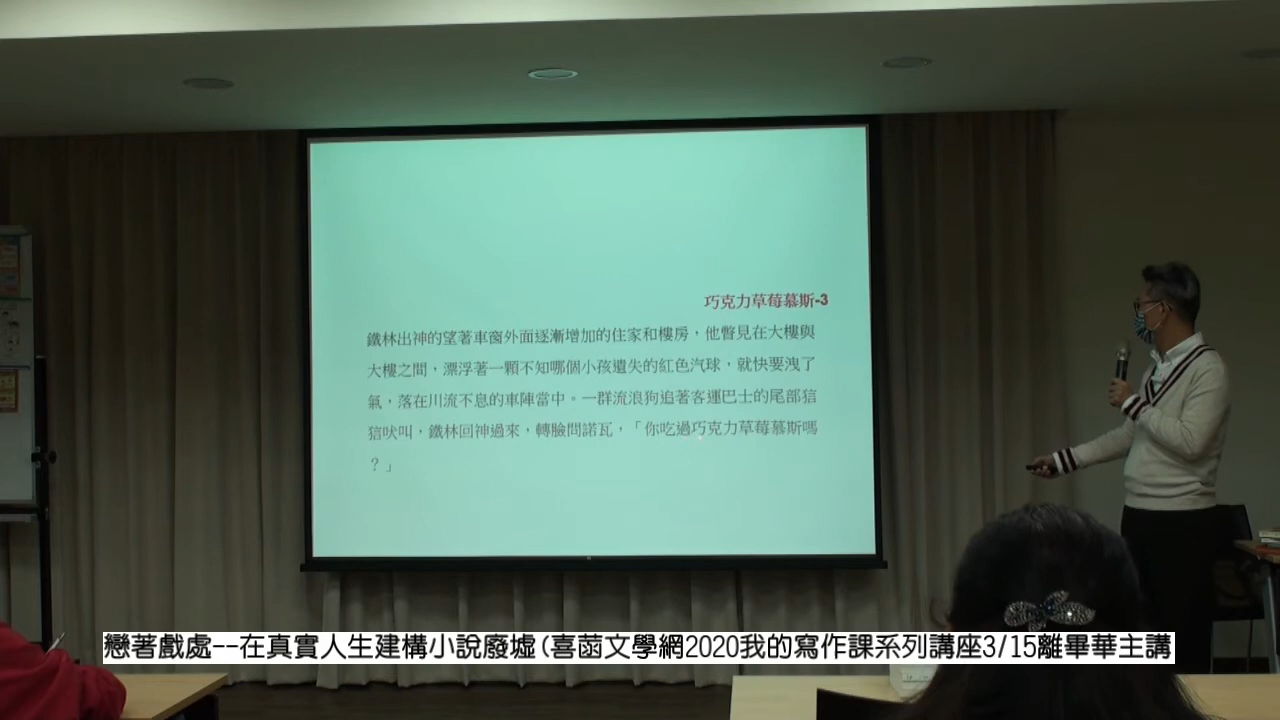 巧克力草莓慕斯-3
鐵林出神的望著車窗外面逐漸增加的住家和樓房，他瞥見在大樓與
大樓之間，漂浮著一顆不知哪個小孩遺失的紅色汽球，就快要洩了
氣，落在川流不息的車陣當中。一群流浪狗追著客運巴士的尾部狺
狺吠叫，鐵林回神過來，轉臉問諾瓦，「你吃過巧克力草莓慕斯嗎
？」
戀著戲處--在真實人生建構小說廢墟(喜菡文學網2020我的寫作課系列講座3/15離畢華主講